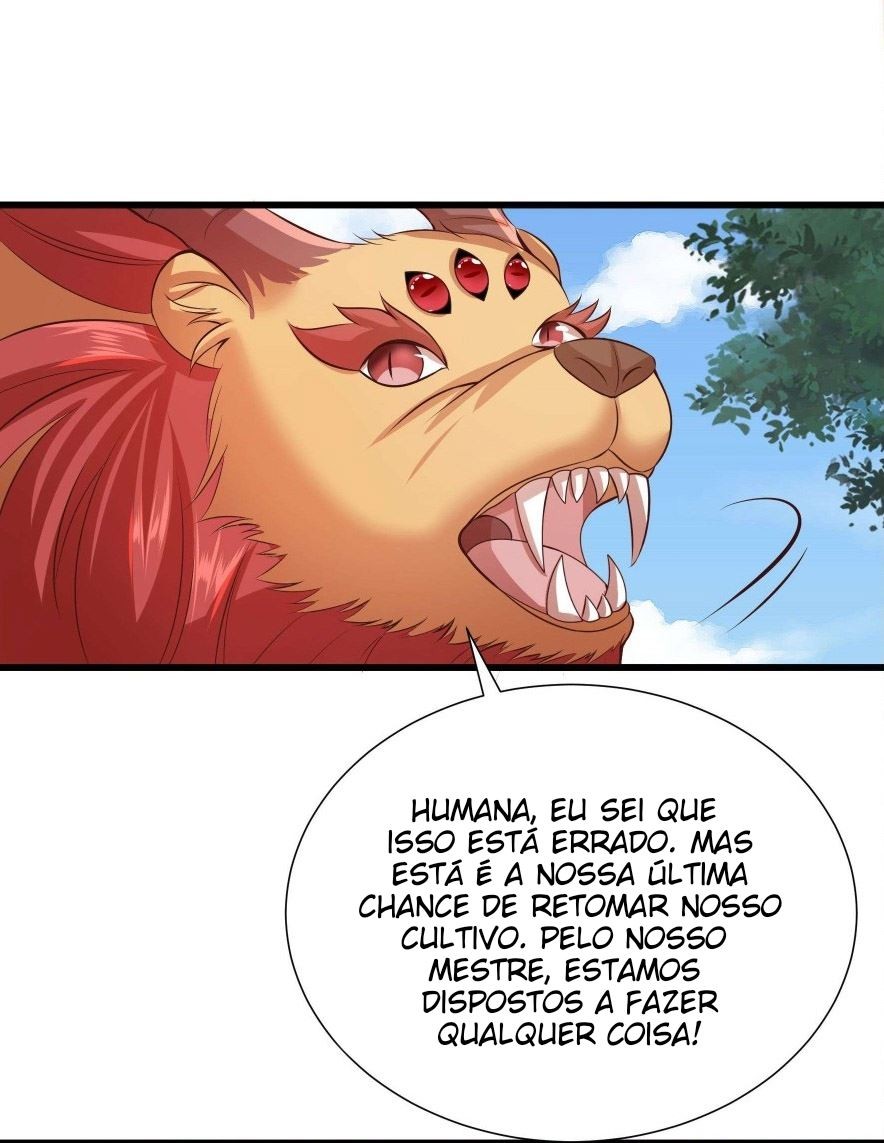 HUMANA, EU SEI QUE
ISSO ESTÁ ERRADO. MAS
ESTÁ É A NOSSA ÚLTIMA
CHANCE DE RETOMAR NOSSO
CULTIVO. PELO NOSSO
MESTRE, ESTAMOS
DISPOSTOS A FAZER
QUALQUER COISA!